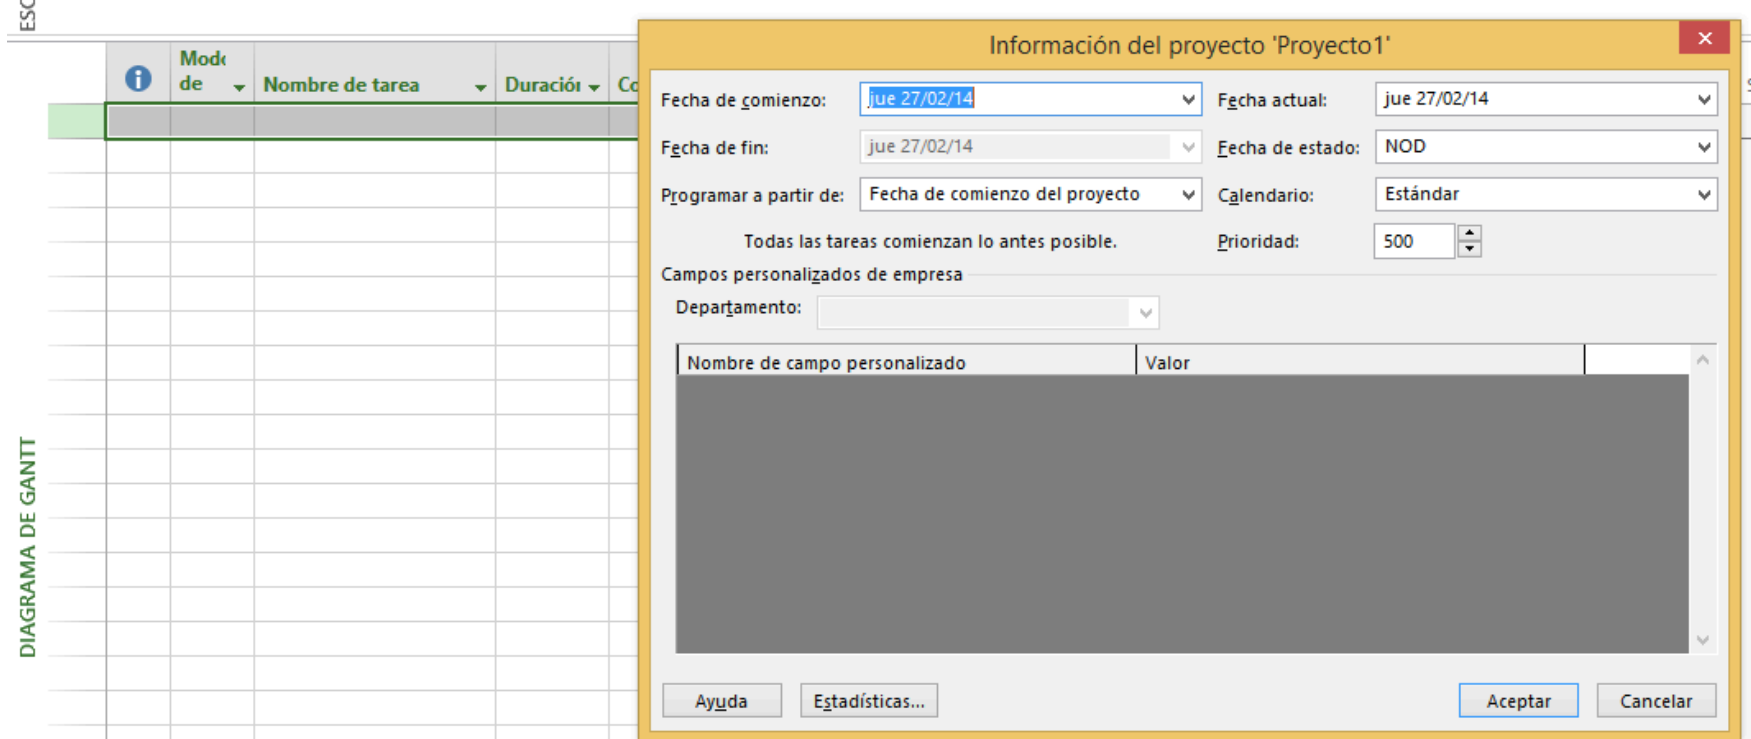 ESC
Información del proyecto 'Proyecto1'
Modo
de
Nombre de tarea
Duración
Co
Fecha de comienzo:
jue 27/02/14
Fecha actual:
jue 27/02/14
Fecha de fin:
jue 27/02/14
Fecha de estado:
NOD
Programar a partir de:
Fecha de comienzo del proyecto
Calendario:
Estándar
Todas las tareas comienzan lo antes posible.
Prioridad:
500
Campos personalizados de empresa
Departamento:
Nombre de campo personalizado
Valor
DIAGRAMA DE GANTT
Ayuda
Estadísticas...
Aceptar
Cancelar